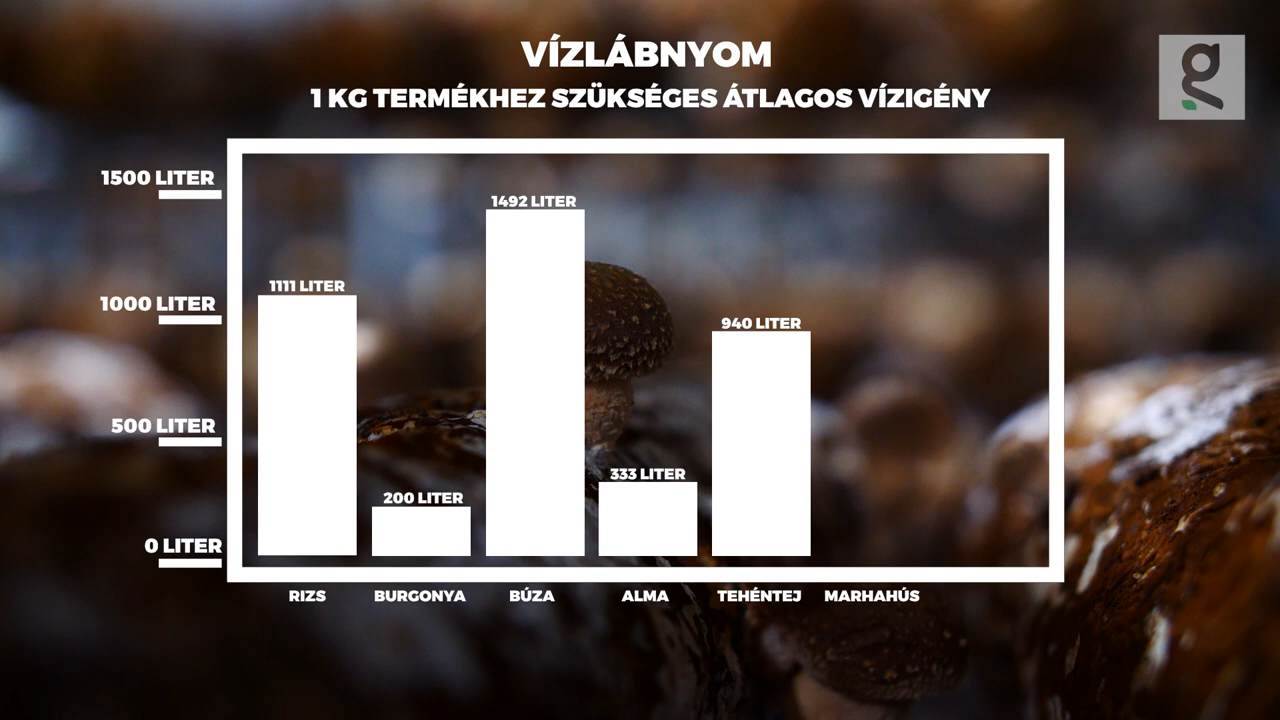 VÍZLÁBNYOM
1 KG TERMÉKHEZ SZÜKSÉGES ÁTLAGOS VÍZIGÉNY
g
1500 LITER
1492 LITER
1111 LITER
1000 LITER
940 LITER
500 LITER
333 LITER
200 LITER
0 LITER
RIZS BURGONYA BÚZA ALMA TEHÉNTEJ MARHAHÚS